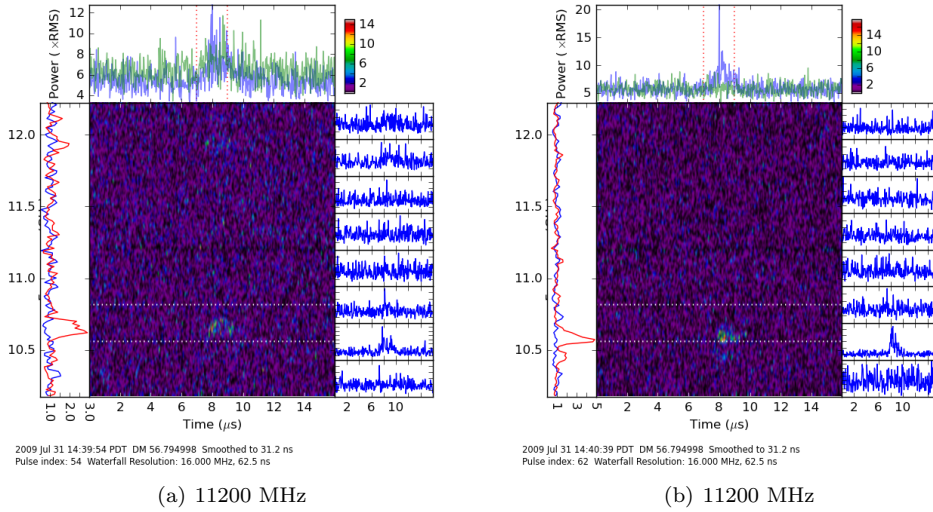 12
10
8
6
4
Power ( ×RMS)
15
10
5
2
12.0
11.5
11.0
10.5
1.0
2.0
3.0
2 4 6 8 10 12 14
Time (μs)
2 6 10
2009 Jul 31 14:39:54 PDT DM 56.794998 Smoothed to 31.2 ns
Pulse index: 54 Waterfall Resolution: 16.000 MHz, 62.5 ns
(a) 11200 MHz
20
15
10
5
Power ( ×RMS)
14
10
6
2
12.0
11.5
11.0
10.5
1
3
5
2 4 6 8 10 12 14
Time (μs)
2 6 10
2009 Jul 31 14:40:39 PDT DM 56.794998 Smoothed to 31.2 ns
Pulse index: 62 Waterfall Resolution: 16.000 MHz, 62.5 ns
(b) 11200 MHz